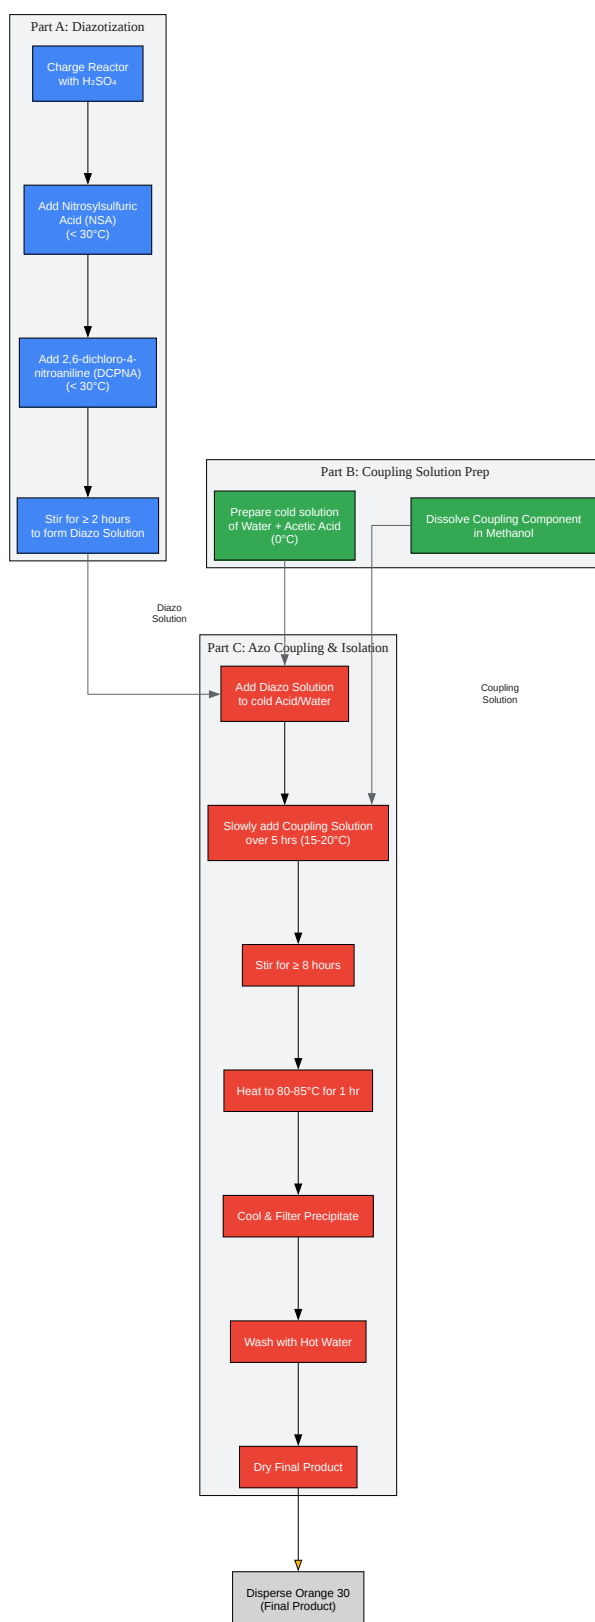 Part A: Diazotization
Charge Reactor
with H₂SO₄
Add Nitrosylsulfuric
Acid (NSA)
(< 30°C)
Add 2,6-dichloro-4-
nitroaniline (DCPNA)
(< 30°C)
Stir for ≥ 2 hours
to form Diazo Solution
Part B: Coupling Solution Prep
Prepare cold solution
of Water + Acetic Acid
(0°C)
Dissolve Coupling Component
in Methanol
Diazo
Solution
Coupling
Solution
Part C: Azo Coupling & Isolation
Add Diazo Solution
to cold Acid/Water
Slowly add Coupling Solution
over 5 hrs (15-20°C)
Stir for ≥ 8 hours
Heat to 80-85°C for 1 hr
Cool & Filter Precipitate
Wash with Hot Water
Dry Final Product
Disperse Orange 30
(Final Product)